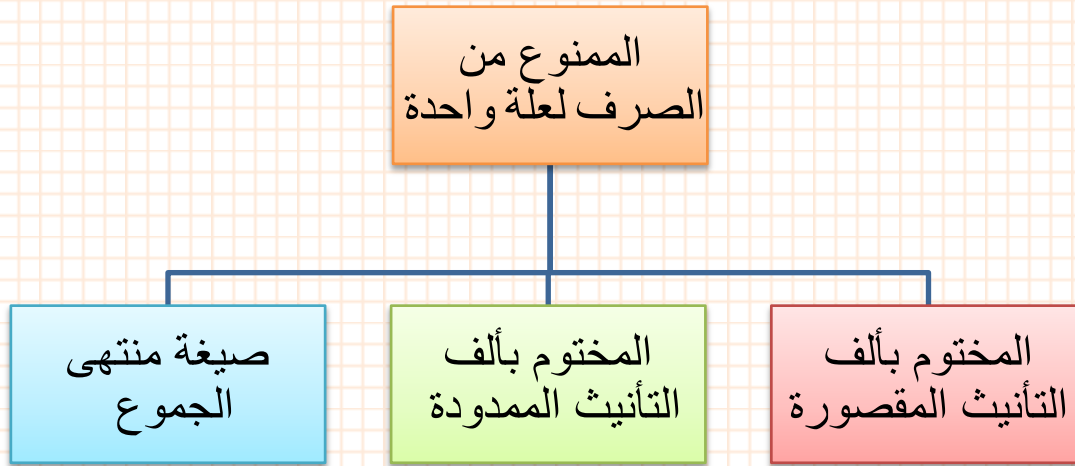 الممنوع من
الصرف لعلة واحدة
المختوم بألف
التأنيث المقصورة
المختوم بألف
التأنيث الممدودة
صيغة منتهى
الجموع